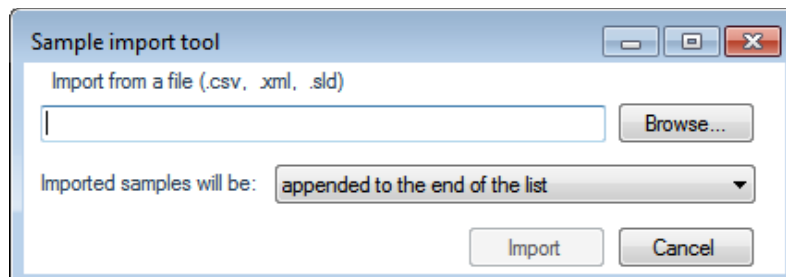 Sample import tool
Import from a file (.csv, .xml, .sld)
Browse...
Imported samples will be: appended to the end of the list
Import Cancel